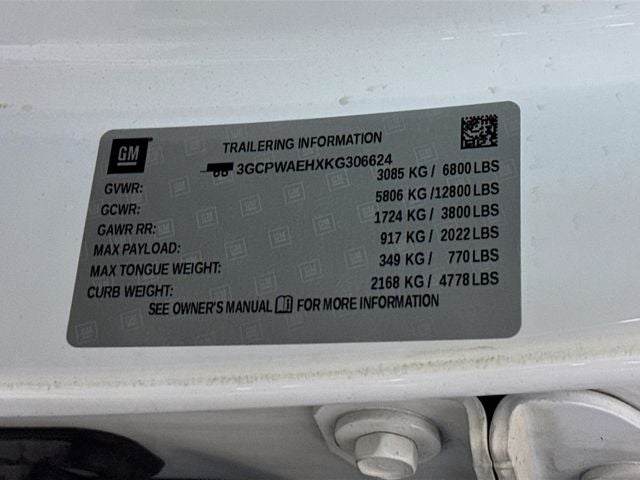 GM
TRAILERING INFORMATION
3GCPWAEHXKG306624
GVWR: 3085 KG / 6800 LBS
GCWR: 5806 KG /12800 LBS
GAWR RR: 1724 KG / 3800 LBS
MAX PAYLOAD: 917 KG / 2022 LBS
MAX TONGUE WEIGHT: 349 KG / 770 LBS
CURB WEIGHT: 2168 KG / 4778 LBS
SEE OWNER'S MANUAL FOR MORE INFORMATION